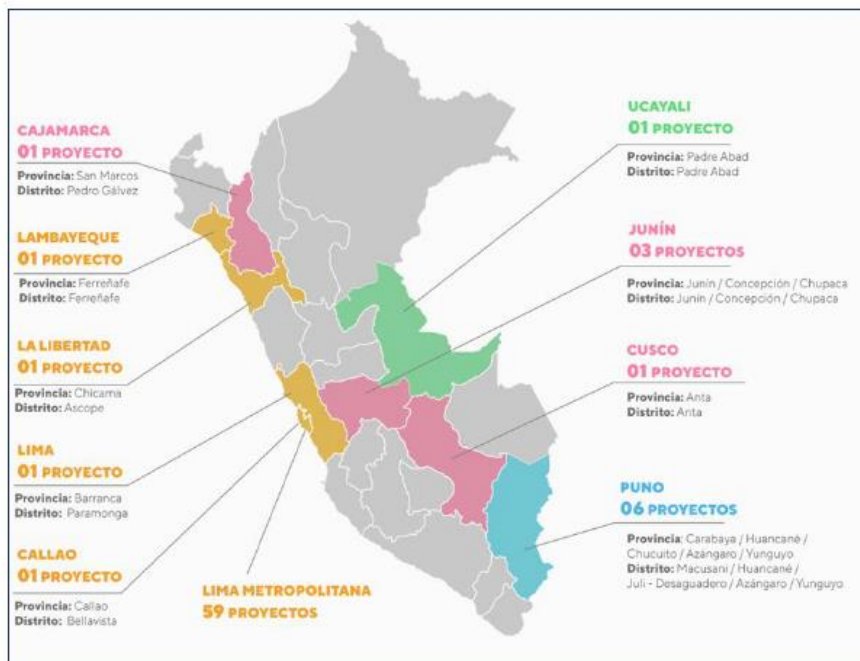 CAJAMARCA
01 PROYECTO
Provincia: San Marcos
Distrito: Pedro Gálvez
LAMBAYEQUE
01 PROYECTO
Provincia: Ferreñafe
Distrito: Ferreñafe
LA LIBERTAD
01 PROYECTO
Provincia: Chicama
Distrito: Ascope
LIMA
01 PROYECTO
Provincia: Barranca
Distrito: Paramonga
CALLAO
01 PROYECTO
Provincia: Callao
Distrito: Bellavista
LIMA METROPOLITANA
59 PROYECTOS
UCAYALI
01 PROYECTO
Provincia: Padre Abad
Distrito: Padre Abad
JUNÍN
03 PROYECTOS
Provincia: Junín / Concepción / Chupaca
Distrito: Junín / Concepción / Chupaca
CUSCO
01 PROYECTO
Provincia: Anta
Distrito: Anta
PUNO
06 PROYECTOS
Provincia: Carabaya / Huancané /
Chucuito / Azángaro / Yunguyo
Distrito: Macusani / Huancané /
Juli - Desaguadero / Azángaro / Yunguyo